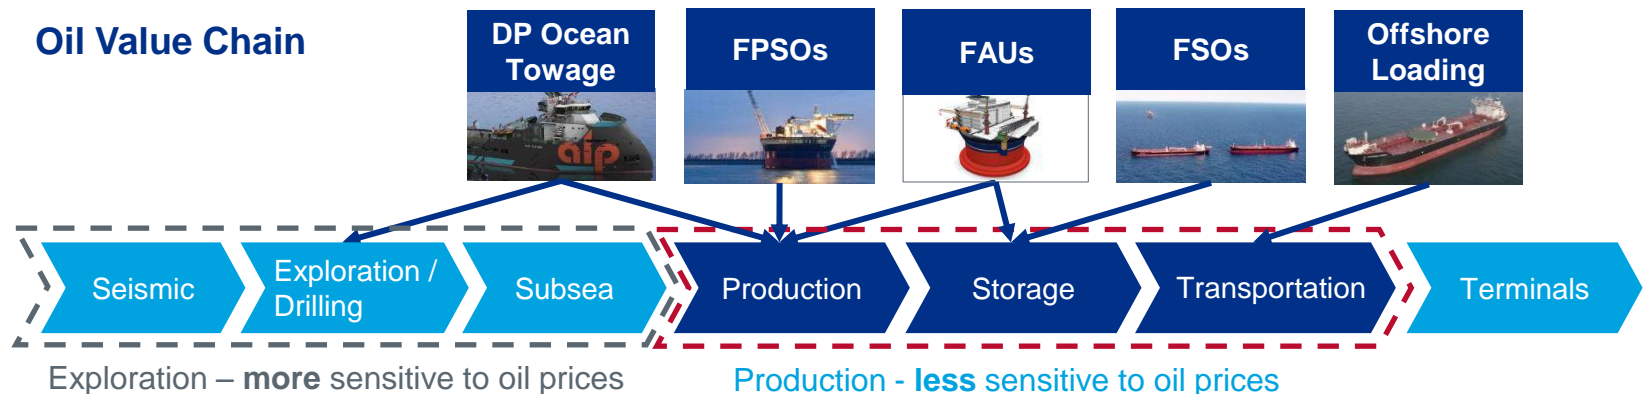 Oil Value Chain
DP Ocean
Towage
FPSOs
FAUs
FSOs
Offshore
Loading
alp
Seismic
Exploration /
Drilling
Subsea
Production
Storage
Transportation
Terminals
Exploration – more sensitive to oil prices
Production - less sensitive to oil prices